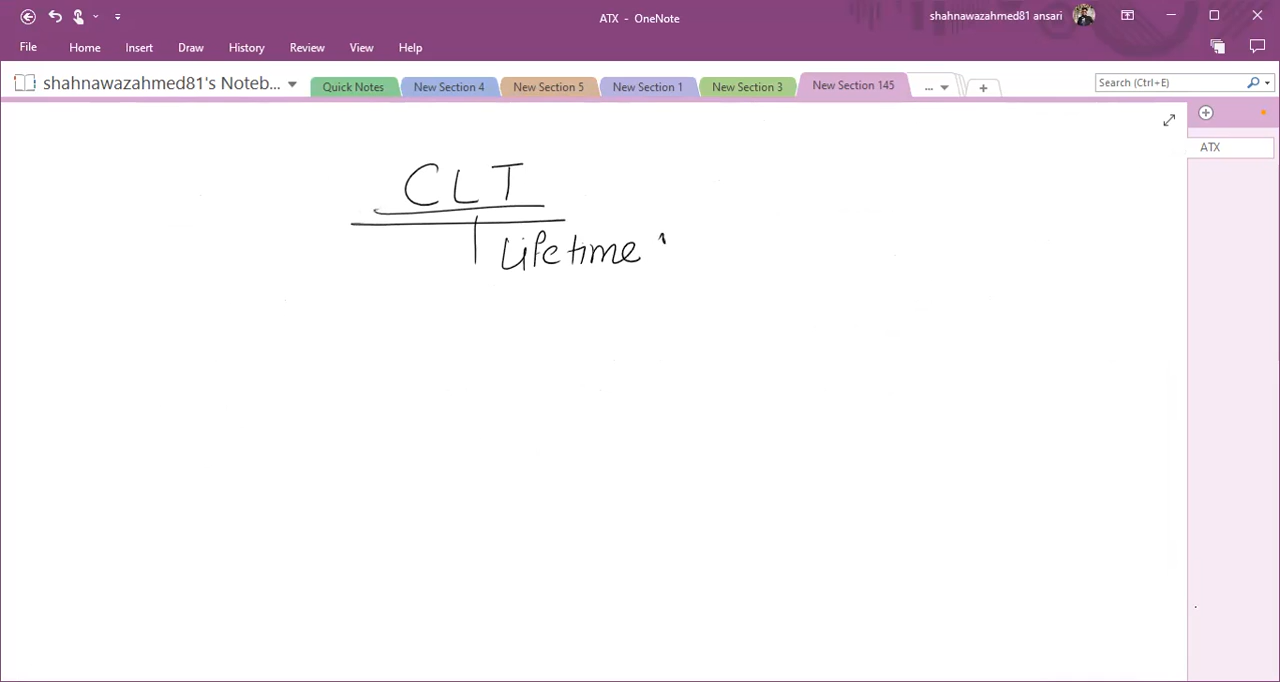 ATX - OneNote
shahnawazahmed81 ansari
File Home Insert Draw History Review View Help
shahnawazahmed81's Noteb... Quick Notes New Section 4 New Section 5 New Section 1 New Section 3 New Section 145 ... + Search (Ctrl+E)
ATX
CLT
Lifetime